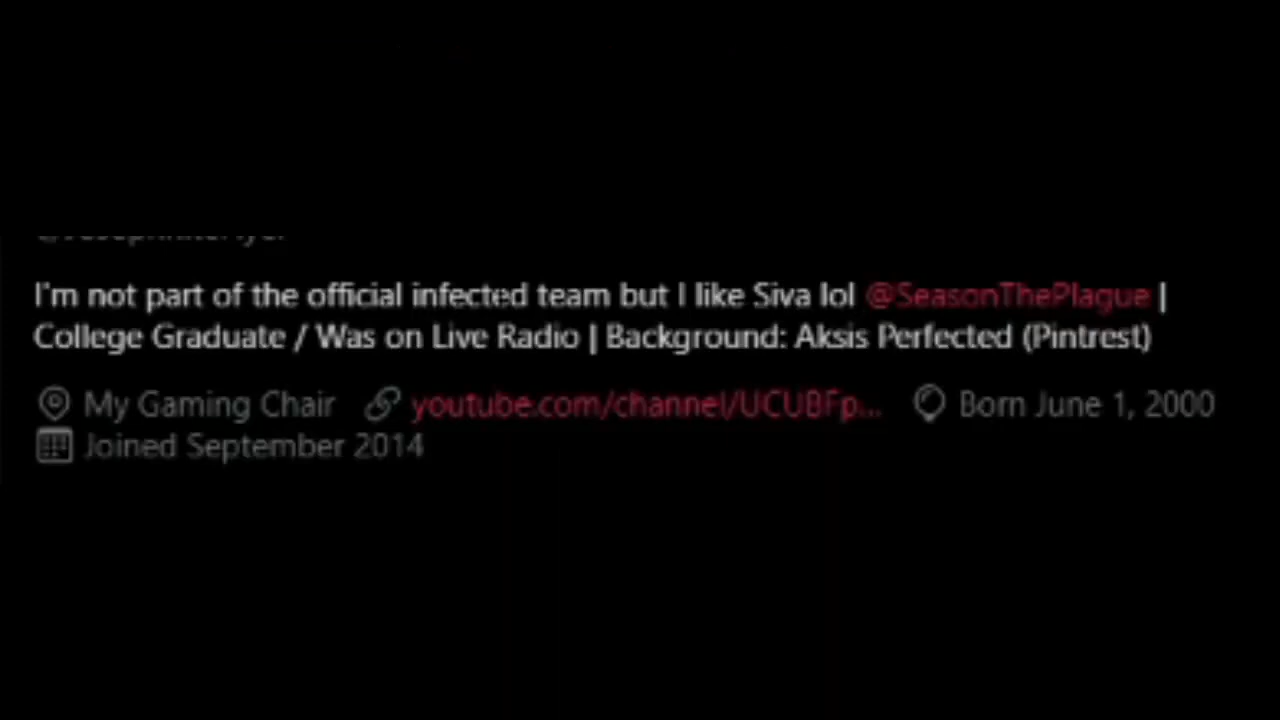 I'm not part of the official infected team but I like Siva lol @SeasonThePlague |
College Graduate / Was on Live Radio | Background: Aksis Perfected (Pintrest)
My Gaming Chair youtube.com/channel/UCUBFp... Born June 1, 2000
Joined September 2014